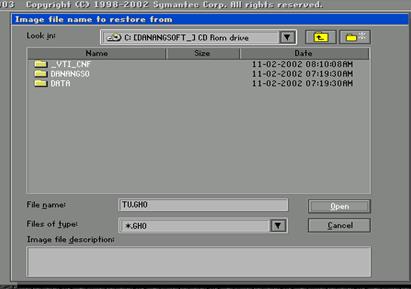 03 Copyright (C) 1998-2002 Symantec Corp. All rights reserved.
Image file name to restore from
Look in: C: [DANANGSOFT_] CD Rom drive
Name Size Date
_VTI_CNF 11-02-2002 08:10:08AM
DANANGSO 11-02-2002 07:19:30AM
DATA 11-02-2002 07:19:30AM
File name: TU.GHO Open
Files of type: *.GHO Cancel
Image file description: